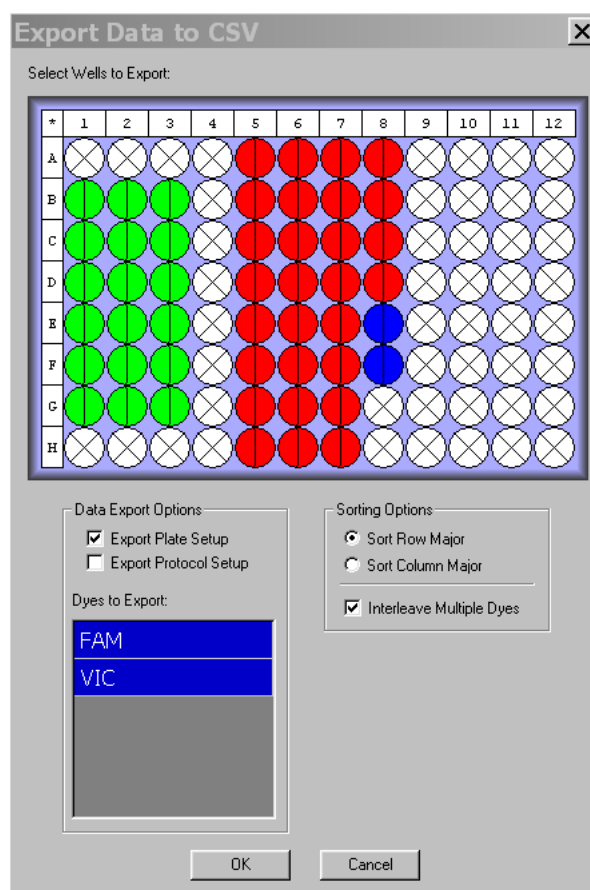 Export Data to CSV
Select Wells to Export:
* 1 2 3 4 5 6 7 8 9 10 11 12
A
B
C
D
E
F
G
H
Data Export Options
Export Plate Setup
Export Protocol Setup
Dyes to Export:
FAM
VIC
Sorting Options
Sort Row Major
Sort Column Major
Interleave Multiple Dyes
OK Cancel